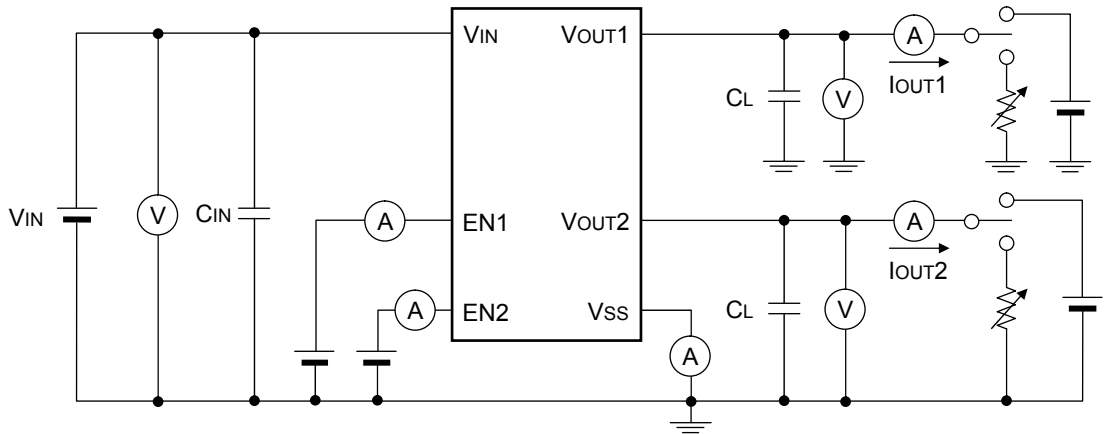 VIN
VOUT1
A
CL
V
IOUT1
VIN
V
CIN
A
EN1
VOUT2
A
IOUT2
A
EN2
VSS
CL
V
A